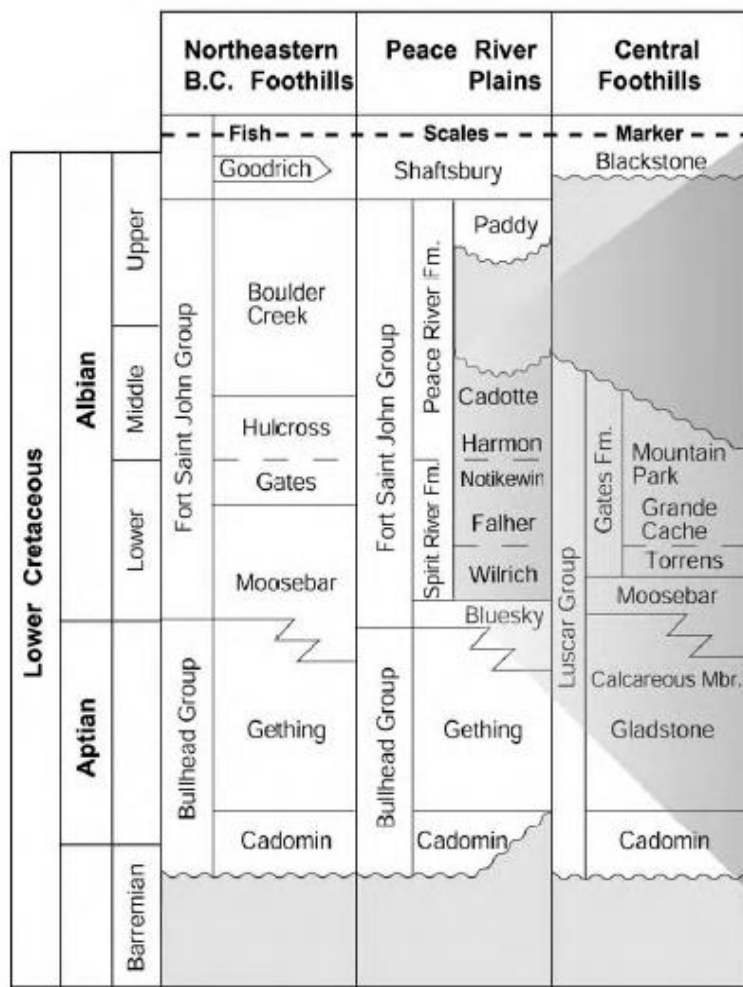 Northeastern
B.C. Foothills
Peace River
Plains
Central
Foothills
Fish
Scales
Marker
Lower Cretaceous
Albian
Aptian
Upper
Middle
Lower
Barremian
Fort Saint John Group
Bullhead Group
Goodrich
Boulder
Creek
Hulcross
Gates
Moosebar
Gething
Cadomin
Shaftsbury
Fort Saint John Group
Bullhead Group
Peace River Fm.
Spirit River Fm.
Paddy
Cadotte
Harmon
Notikewin
Falher
Wilrich
Bluesky
Gething
Cadomin
Blackstone
Luscar Group
Gates Fm.
Mountain
Park
Grande
Cache
Torrens
Moosebar
Calcareous Mbr.
Gladstone
Cadomin